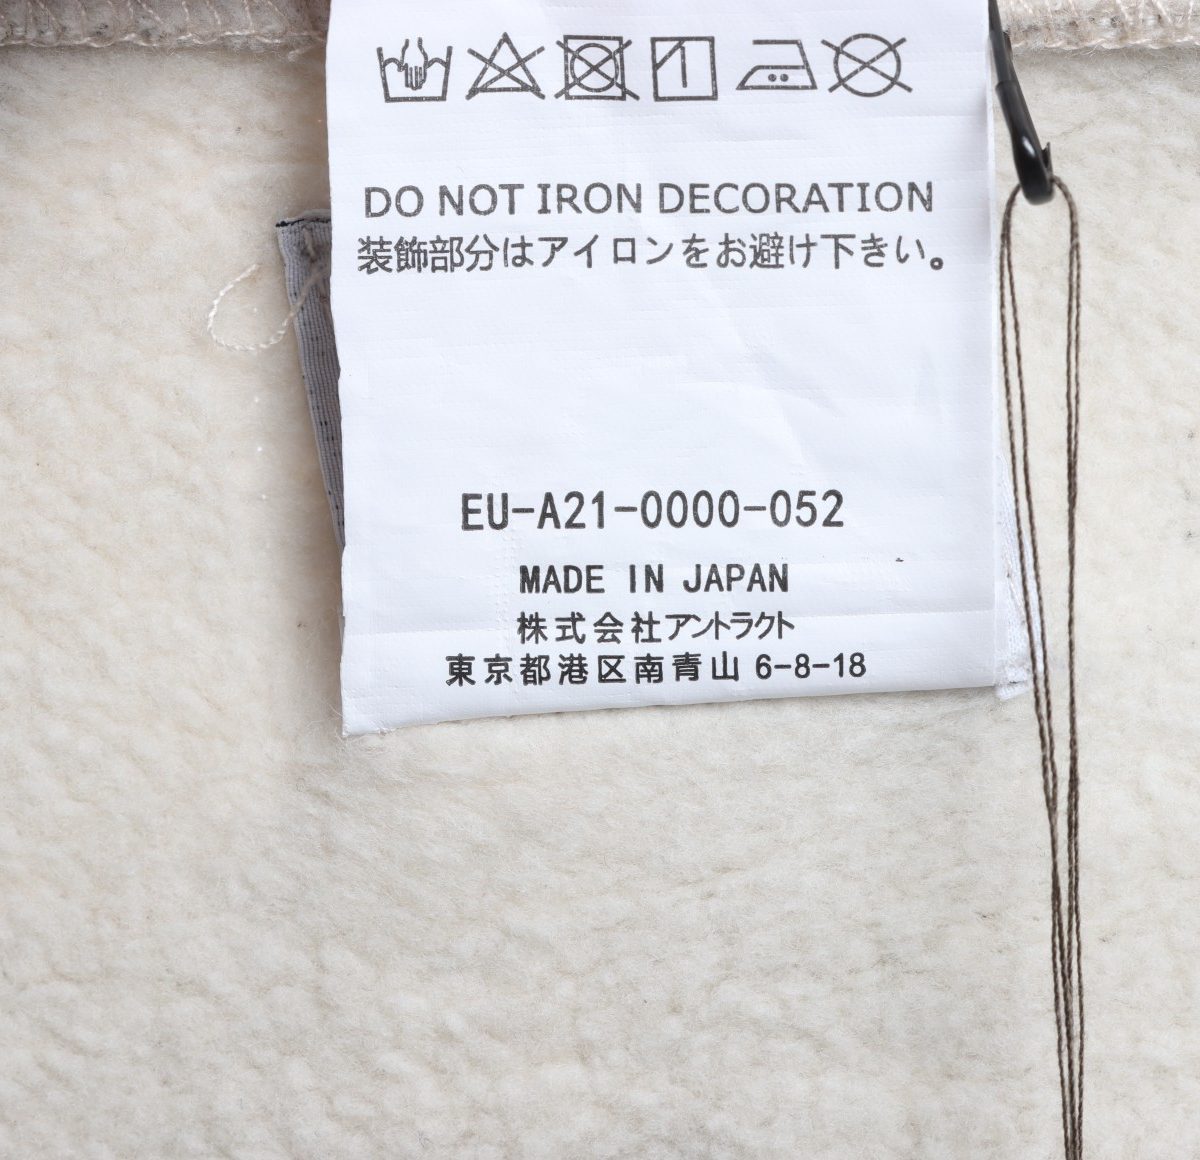 DO NOT IRON DECORATION
装飾部分はアイロンをお避け下きい。
EU-A21-0000-052
MADE IN JAPAN
株式会社アントラクト
東京都港区南青山 6-8-18